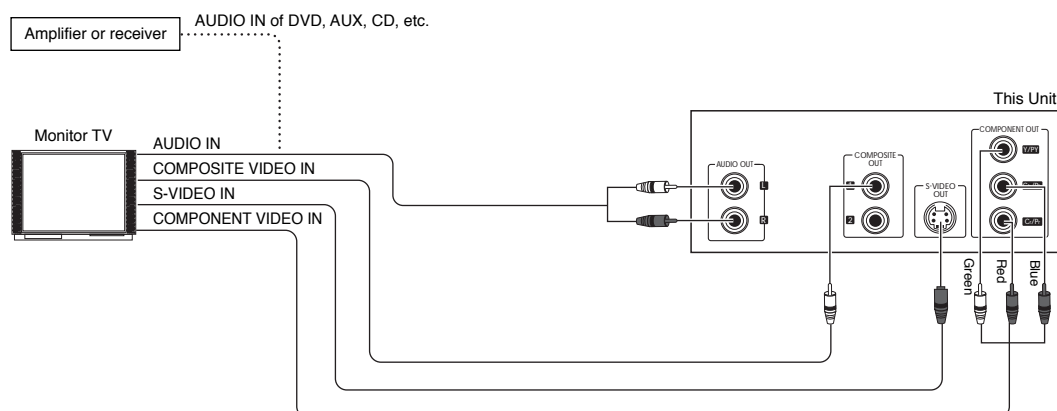 AUDIO IN of DVD, AUX, CD, etc.
Amplifier or receiver
This Unit
Monitor TV
AUDIO IN
COMPOSITE VIDEO IN
S-VIDEO IN
COMPONENT VIDEO IN
AUDIO OUT
L
R
COMPOSITE
OUT
2
S-VIDEO
OUT
COMPONENT OUT
Y/PY
Green
Red
Blue